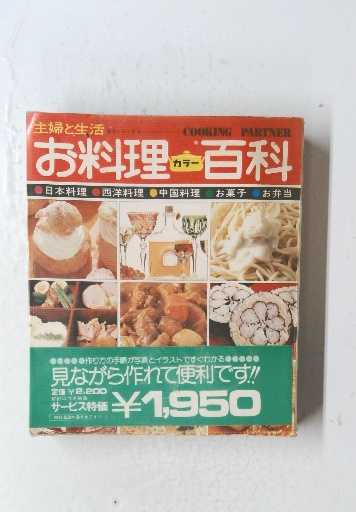 主婦と生活
COOKING PARTNER
お料理カラー百科
●日本料理 ●西洋料理 ●中国料理 ●お菓子 ●お弁当
●●●●●作り方の手順が写真とイラストですぐわかる●●●●●
見ながら作れて便利です!!
定価￥2,200
サービス特価 ￥1,950